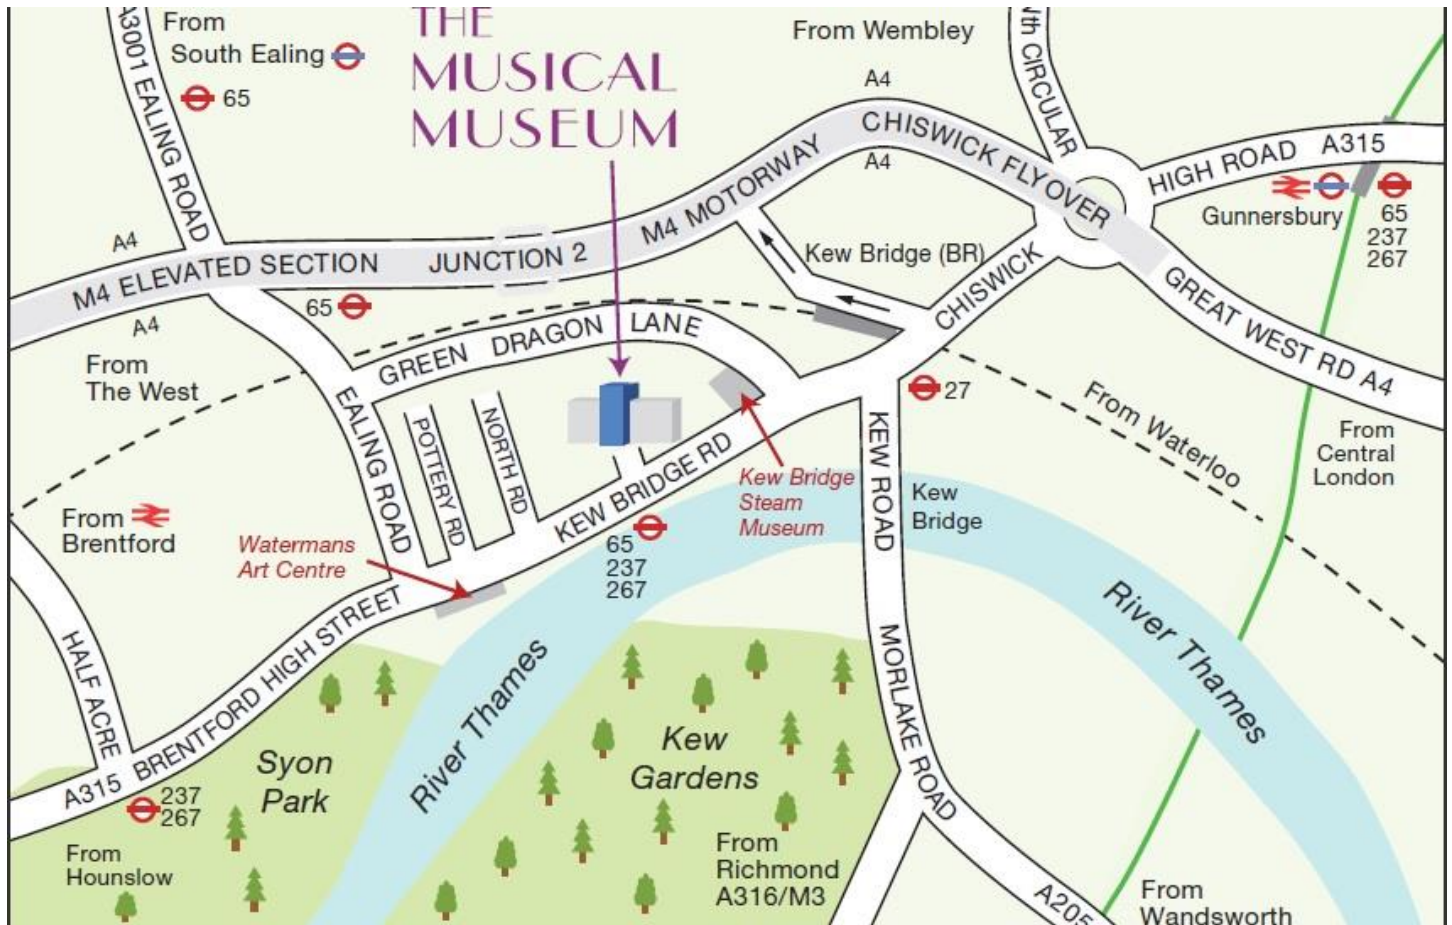 THE
MUSICAL
MUSEUM
From
South Ealing
65
A3001 EALING ROAD
From Wembley
A4
A4
CHISWICK FLYOVER
M4 MOTORWAY
JUNCTION 2
M4 ELEVATED SECTION
A4
A4
CIRCULAR
HIGH ROAD A315
Gunnersbury
65
237
267
Kew Bridge (BR)
CHISWICK
GREAT WEST RD A4
From
The West
65
GREEN DRAGON LANE
EALING ROAD
POTTERY RD
NORTH RD
KEW BRIDGE RD
27
From Waterloo
From
Central
London
KEW ROAD
Kew
Bridge
Kew Bridge
Steam
Museum
From
Brentford
Watermans
Art Centre
65
237
267
River Thames
River Thames
HALF ACRE
A315 BRENTFORD HIGH STREET
237
267
Syon
Park
Kew
Gardens
MORLAKE ROAD
From
Hounslow
From
Richmond
A316/M3
A205
From
Wandsworth